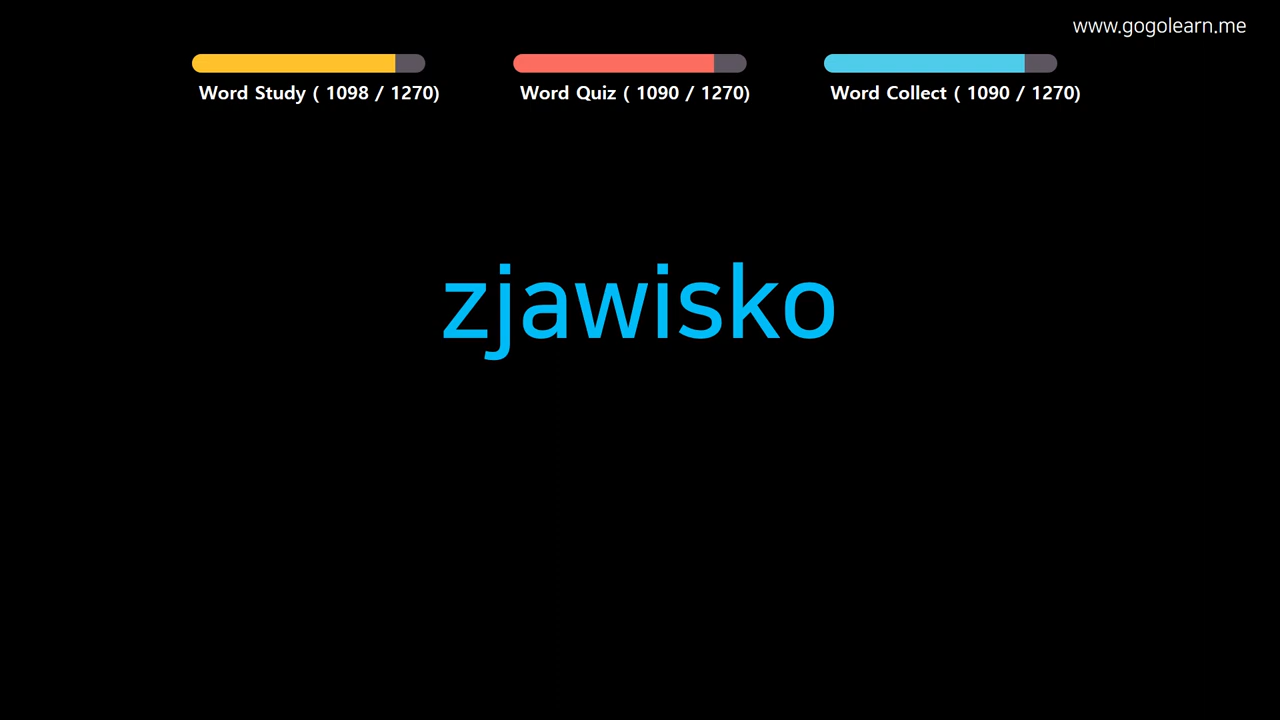 www.gogolearn.me
Word Study ( 1098 / 1270)
Word Quiz ( 1090 / 1270)
Word Collect ( 1090 / 1270)
zjawisko